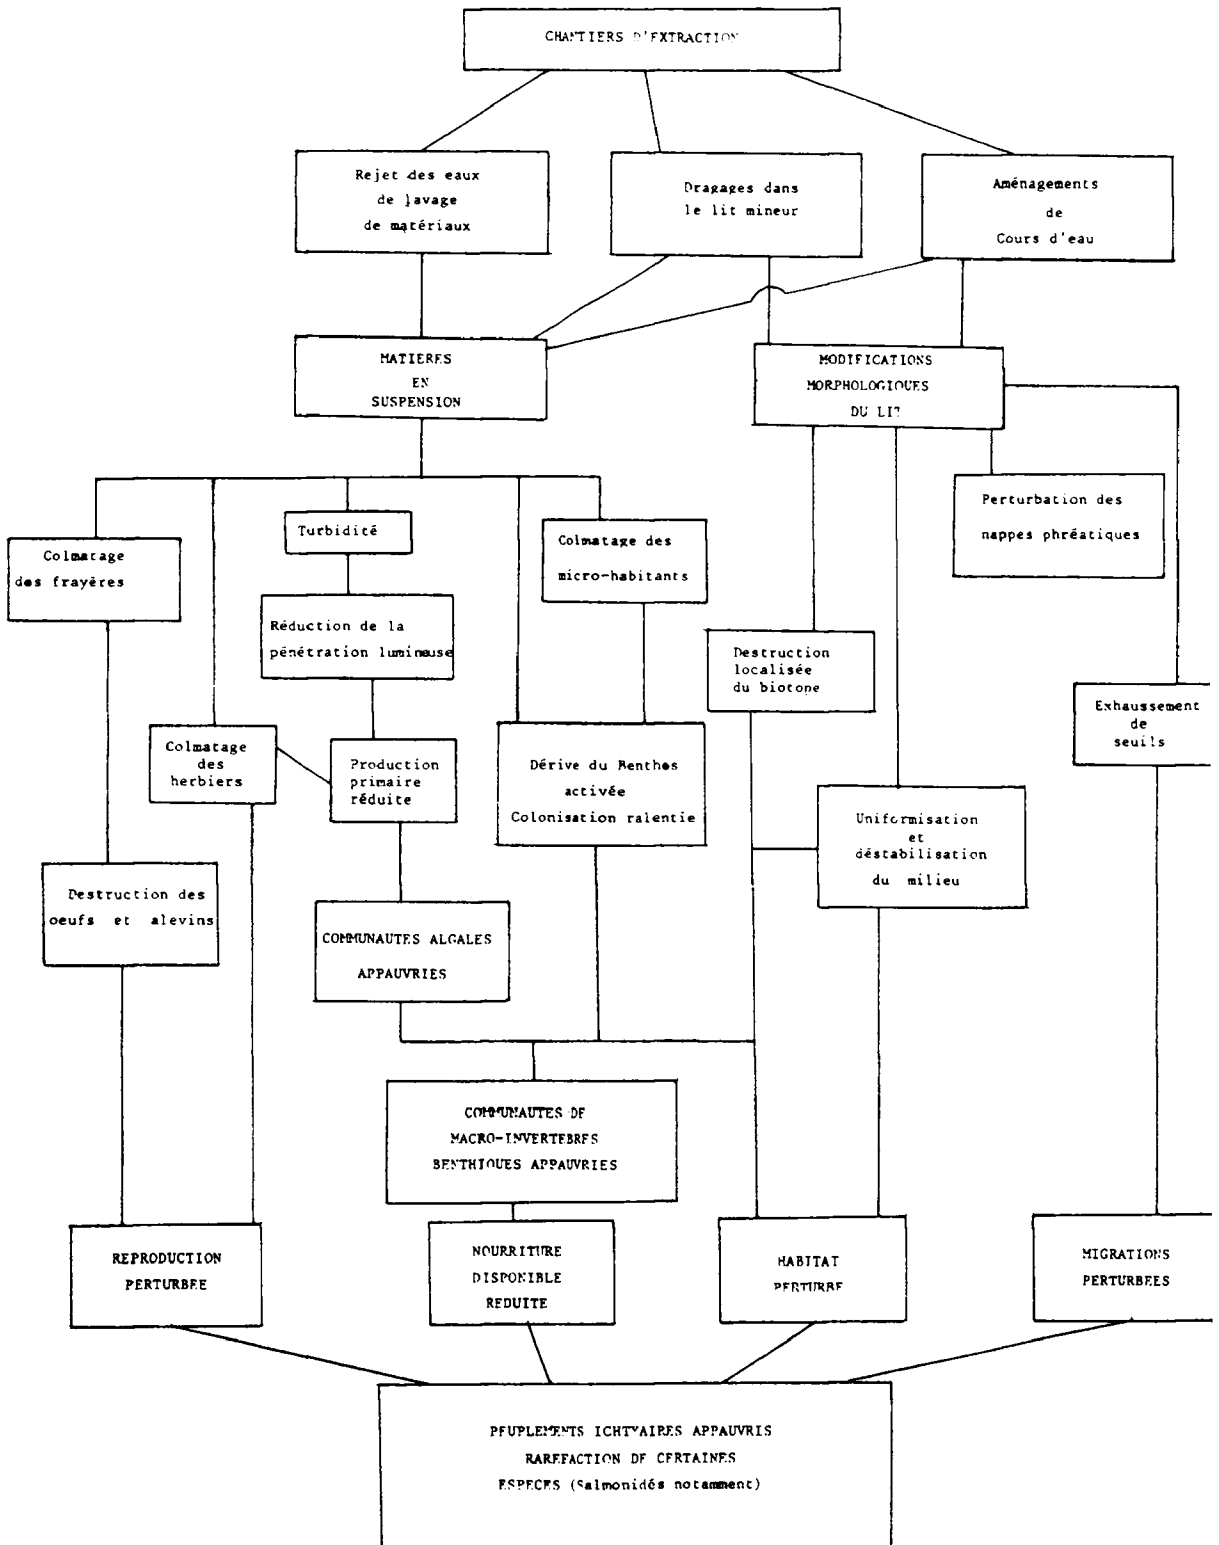 CHANTIERS D'EXTRACTION
Rejet des eaux
de lavage
de matériaux
Dragages dans
le lit mineur
Aménagements
de
Cours d'eau
MATIERES
EN
SUSPENSION
MODIFICATIONS
MORPHOLOGIQUES
DU LIT
Colmatage
des frayères
Turbidité
Colmatage des
micro-habitants
Perturbation des
nappes phréatiques
Réduction de la
pénétration lumineuse
Destruction
localisée
du biotope
Exhaussement
de
seuils
Colmatage
des
herbiers
Production
primaire
réduite
Dérive du Benthos
activée
Colonisation ralentie
Uniformisation
et
déstabilisation
du milieu
Destruction des
oeufs et alevins
COMMUNAUTES ALGALES
APPAUVRIES
COMMUNAUTES DE
MACRO-INVERTEBRES
BENTHIQUES APPAUVRIES
REPRODUCTION
PERTURBEE
NOURRITURE
DISPONIBLE
REDUITE
HABITAT
PERTURBE
MIGRATIONS
PERTURBEES
PEUPLEMENTS ICHTYAIRES APPAUVRIS
RAREFACTION DE CERTAINES
ESPECES (Salmonidés notamment)